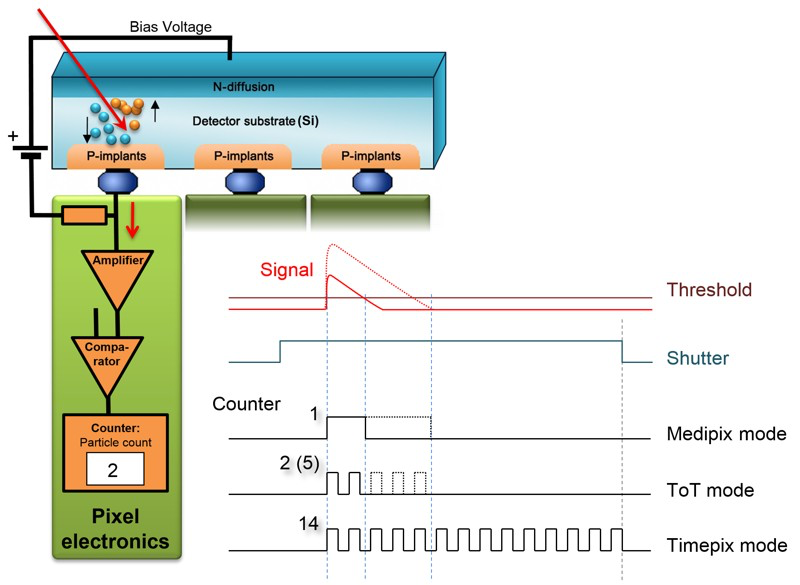 Bias Voltage
N-diffusion
Detector substrate (Si)
+
P-implants
P-implants
P-implants
Amplifier
Compa-
rator
Counter:
Particle count
2
Pixel
electronics
Signal
Threshold
Shutter
Counter
1
Medipix mode
2 (5)
ToT mode
14
Timepix mode